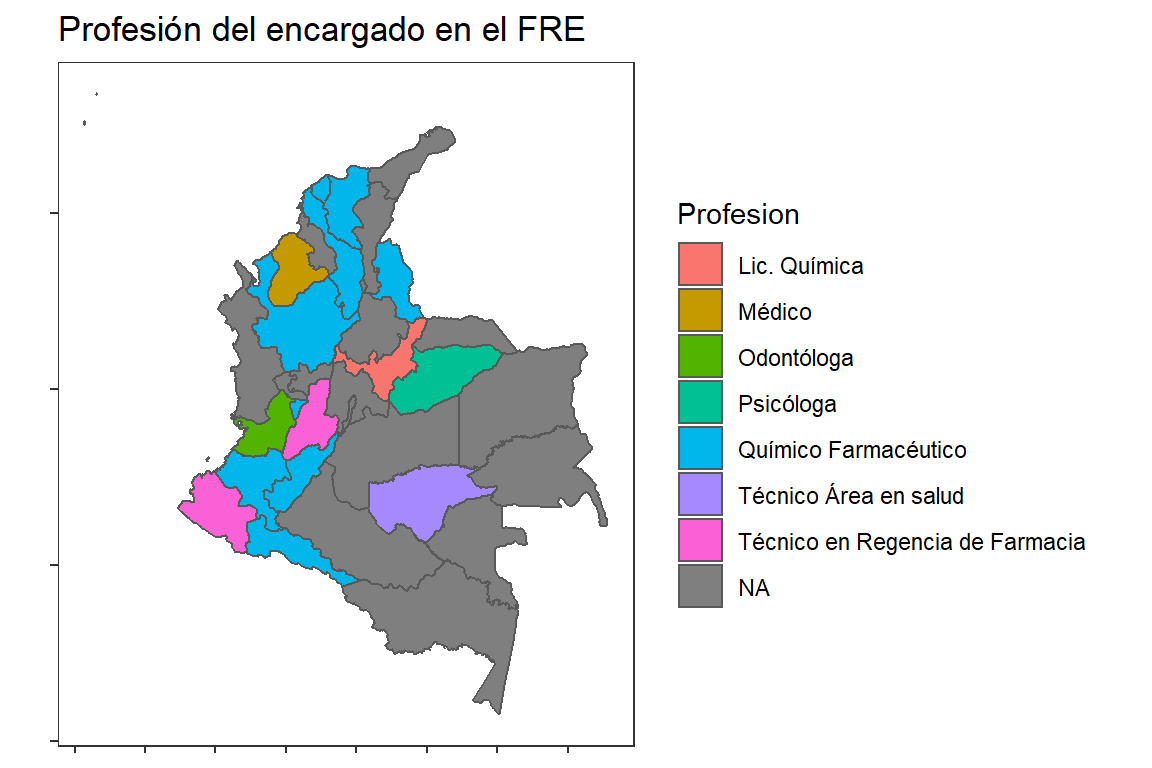 Profesión del encargado en el FRE
Profesion
Lic. Química
Médico
Odontóloga
Psicóloga
Químico Farmacéutico
Técnico Área en salud
Técnico en Regencia de Farmacia
NA